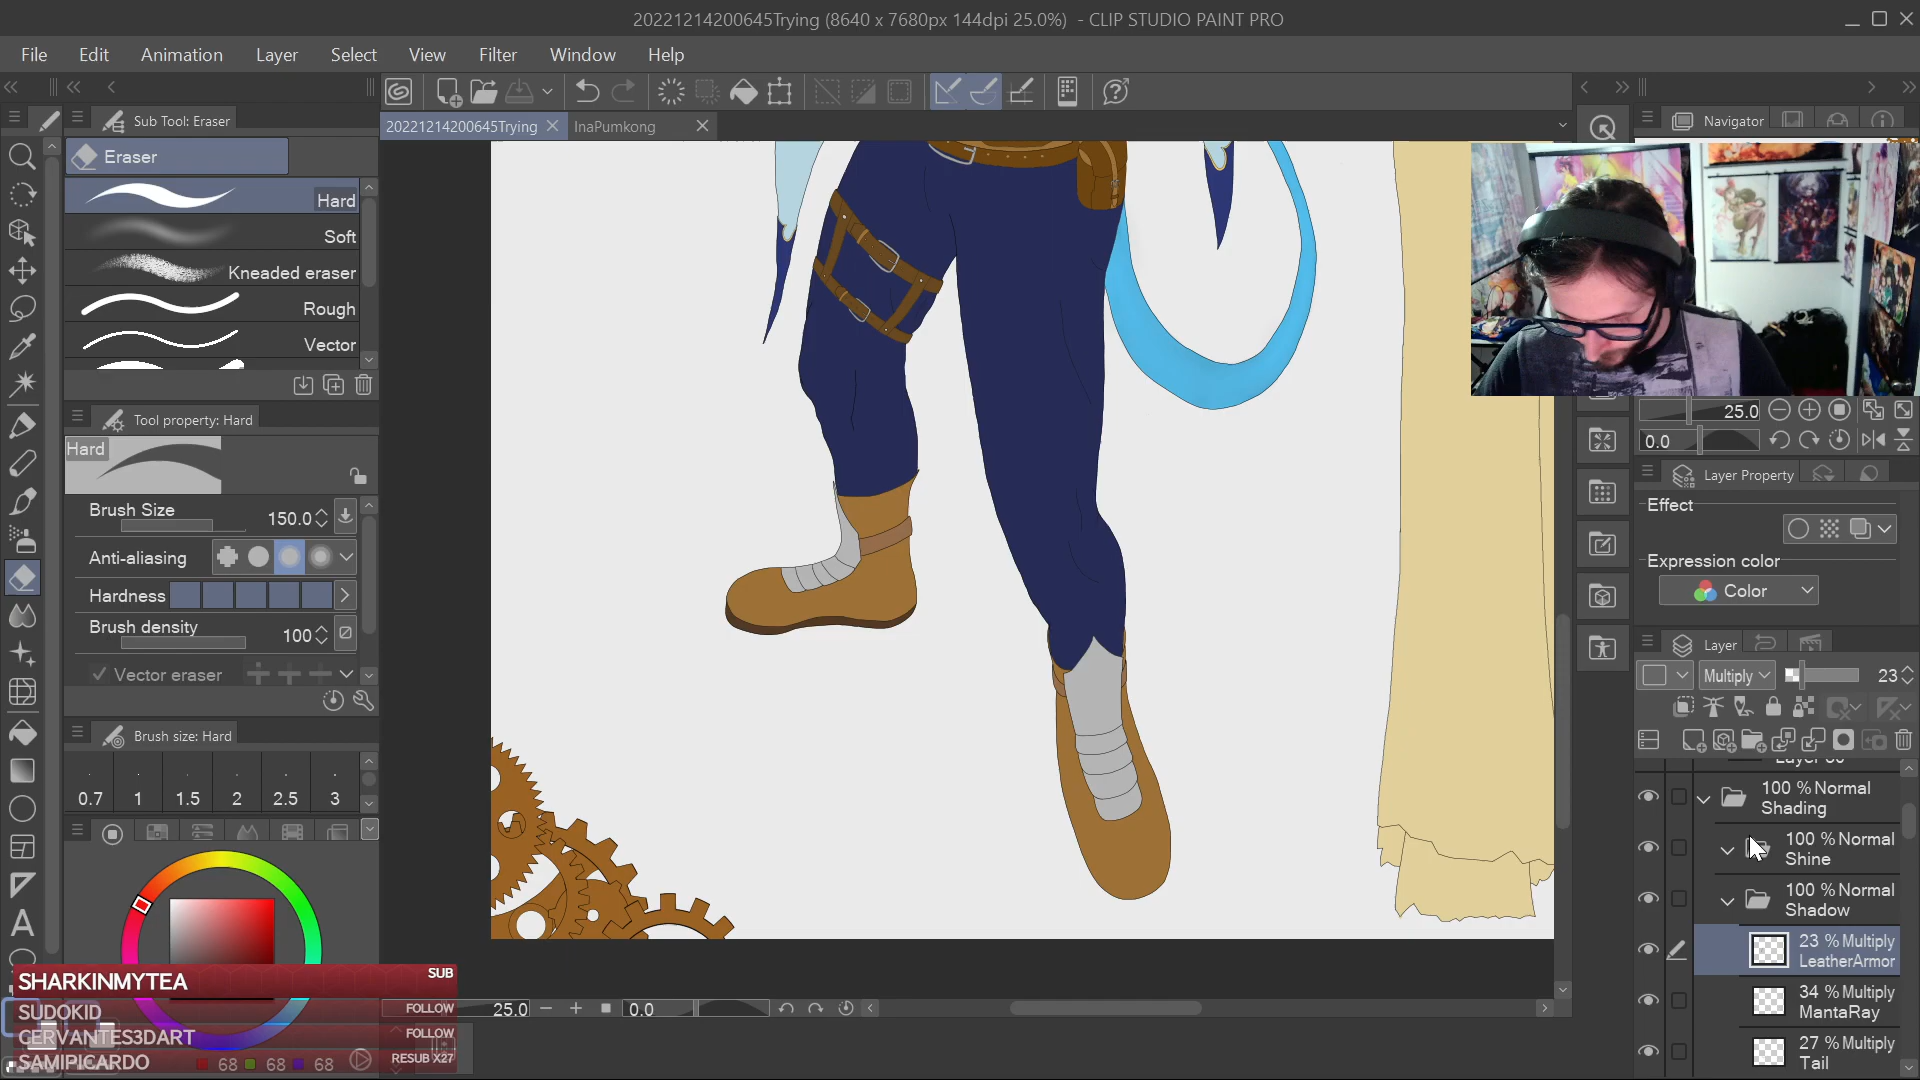 20221214200645Trying (8640 x 7680px 144dpi 25.0%) - CLIP STUDIO PAINT PRO
File Edit Animation Layer Select View Filter Window Help
Sub Tool: Eraser
20221214200645Trying
InaPumkong
Navigator
Eraser
Hard
Soft
Kneaded eraser
Rough
Vector
Tool property: Hard
Hard
Brush Size 150.0
Anti-aliasing
Hardness
Brush density 100
Vector eraser
Brush size: Hard
0.7 1 1.5 2 2.5 3
25.0
0.0
Layer Property
Effect
Expression color
Color
Layer
Multiply 23
100 % Normal
Shading
100 % Normal
Shine
100 % Normal
Shadow
23 % Multiply
LeatherArmor
34 % Multiply
MantaRay
27 % Multiply
Tail
SHARKINMYTEA SUB
SUDOKID FOLLOW
CERVANTES3DART FOLLOW
SAMIPICARDO RESUB X27
68 68 68
25.0 0.0